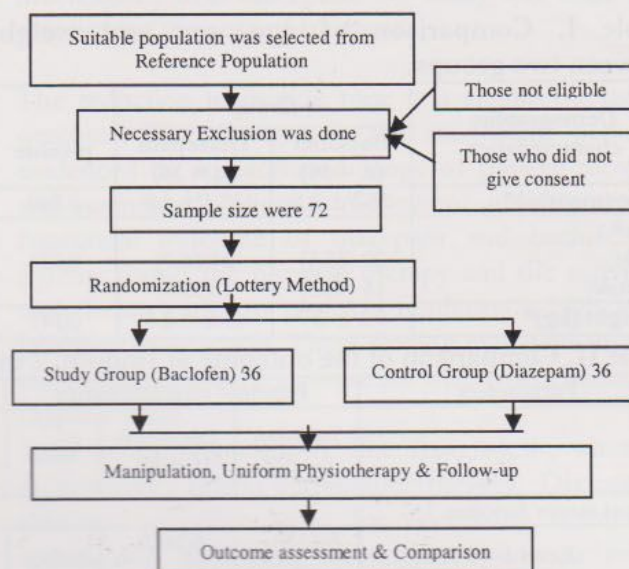 Suitable population was selected from
Reference Population
Those not eligible
Necessary Exclusion was done
Those who did not
give consent
Sample size were 72
Randomization (Lottery Method)
Study Group (Baclofen) 36
Control Group (Diazepam) 36
Manipulation, Uniform Physiotherapy & Follow-up
Outcome assessment & Comparison